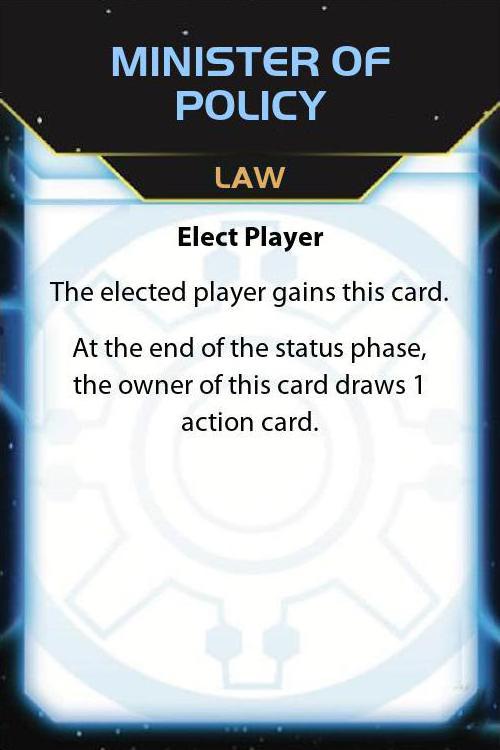 MINISTER OF
POLICY
LAW
Elect Player
The elected player gains this card.
At the end of the status phase,
the owner of this card draws 1
action card.